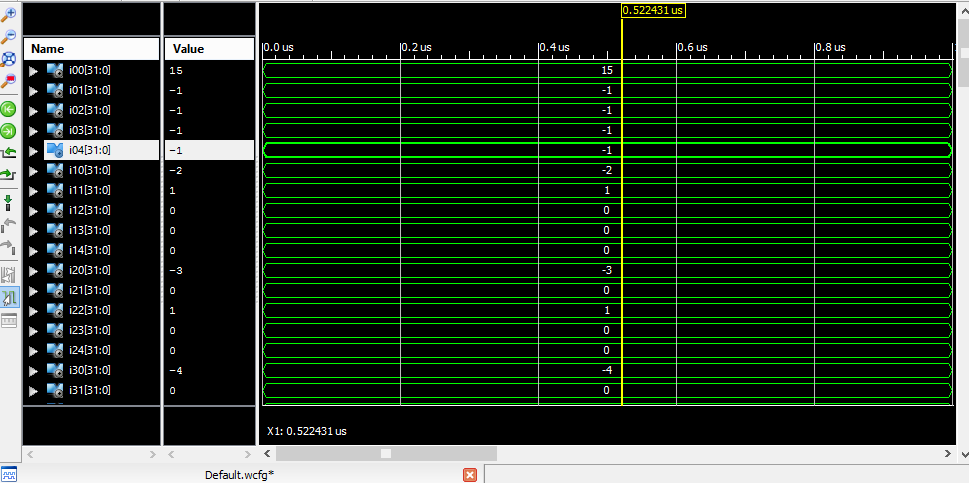 0.522431 us
Name Value 0.0 us 0.2 us 0.4 us 0.6 us 0.8 us
i00[31:0] 15 15
i01[31:0] -1 -1
i02[31:0] -1 -1
i03[31:0] -1 -1
i04[31:0] -1 -1
i10[31:0] -2 -2
i11[31:0] 1 1
i12[31:0] 0 0
i13[31:0] 0 0
i14[31:0] 0 0
i20[31:0] -3 -3
i21[31:0] 0 0
i22[31:0] 1 1
i23[31:0] 0 0
i24[31:0] 0 0
i30[31:0] -4 -4
i31[31:0] 0 0
X1: 0.522431 us
Default.wcfg*